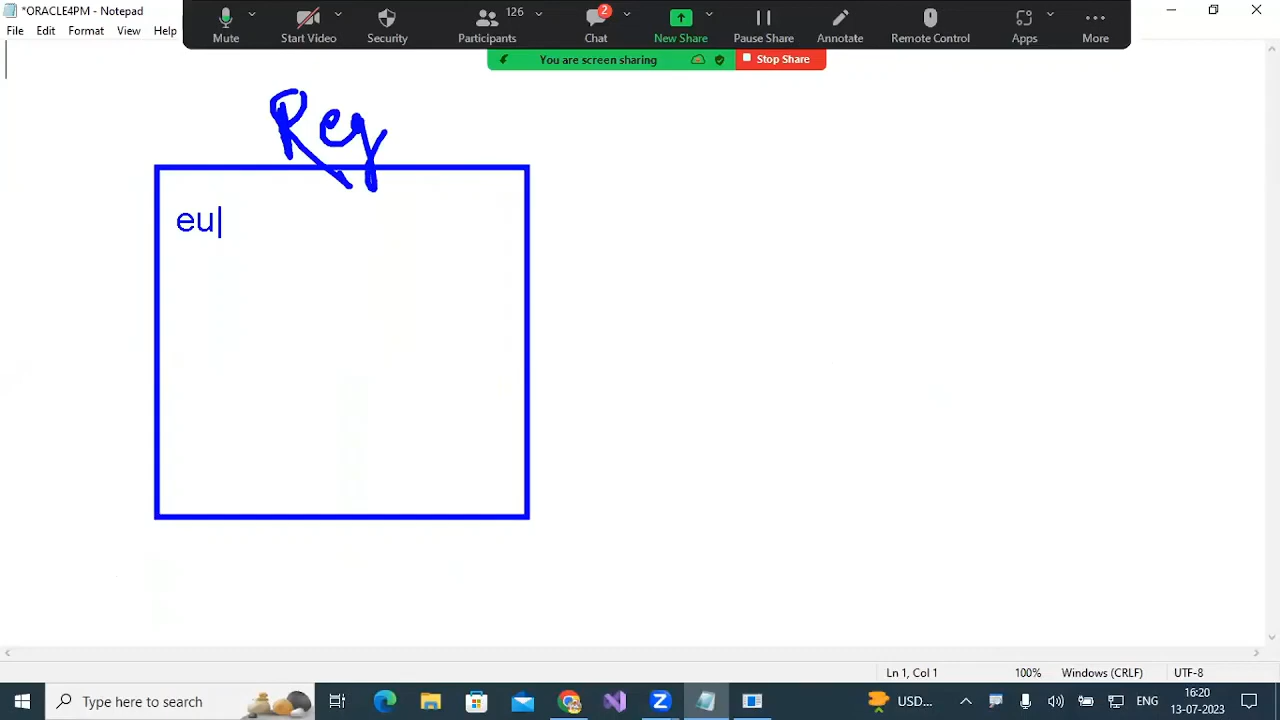 *ORACLE4PM - Notepad
File Edit Format View Help
Mute Start Video Security 126 Participants 2 Chat New Share Pause Share Annotate Remote Control Apps More
You are screen sharing Stop Share
Reg
eu
Ln 1, Col 1 100% Windows (CRLF) UTF-8
Type here to search
USD... ENG 16:20
13-07-2023